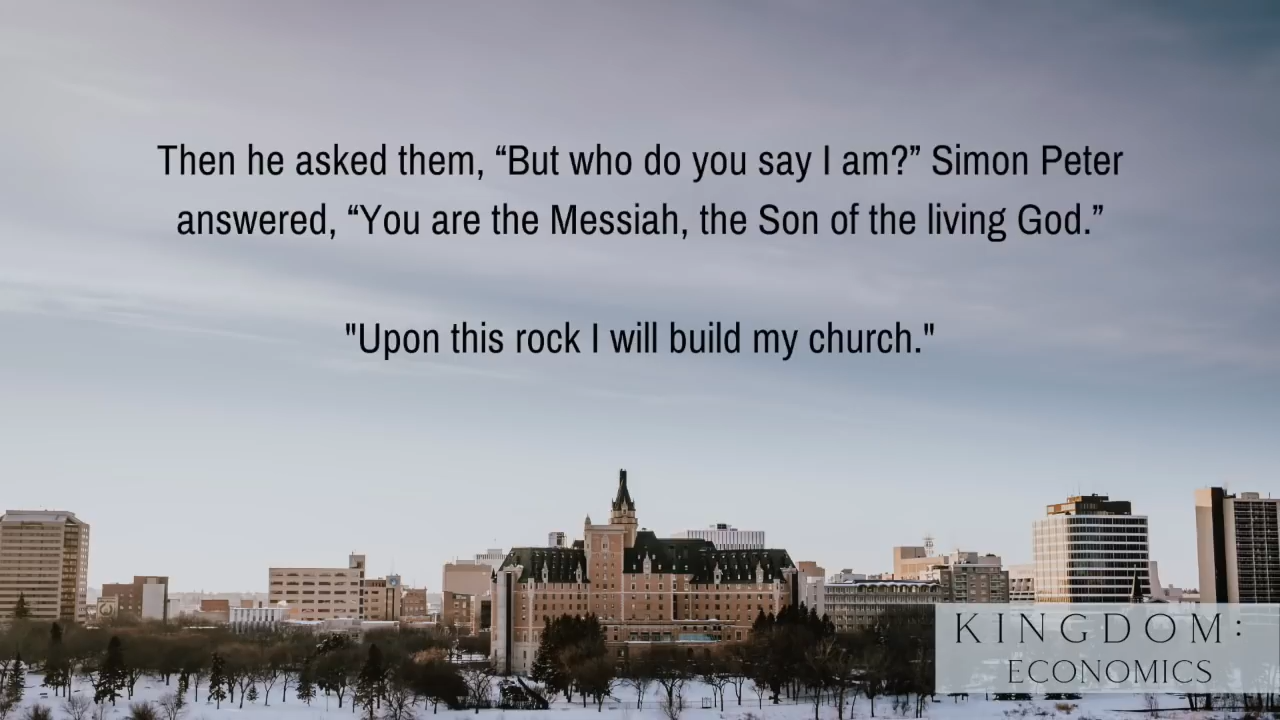 Then he asked them, “But who do you say I am?” Simon Peter
answered, “You are the Messiah, the Son of the living God.”
"Upon this rock I will build my church."
KINGDOM:
ECONOMICS